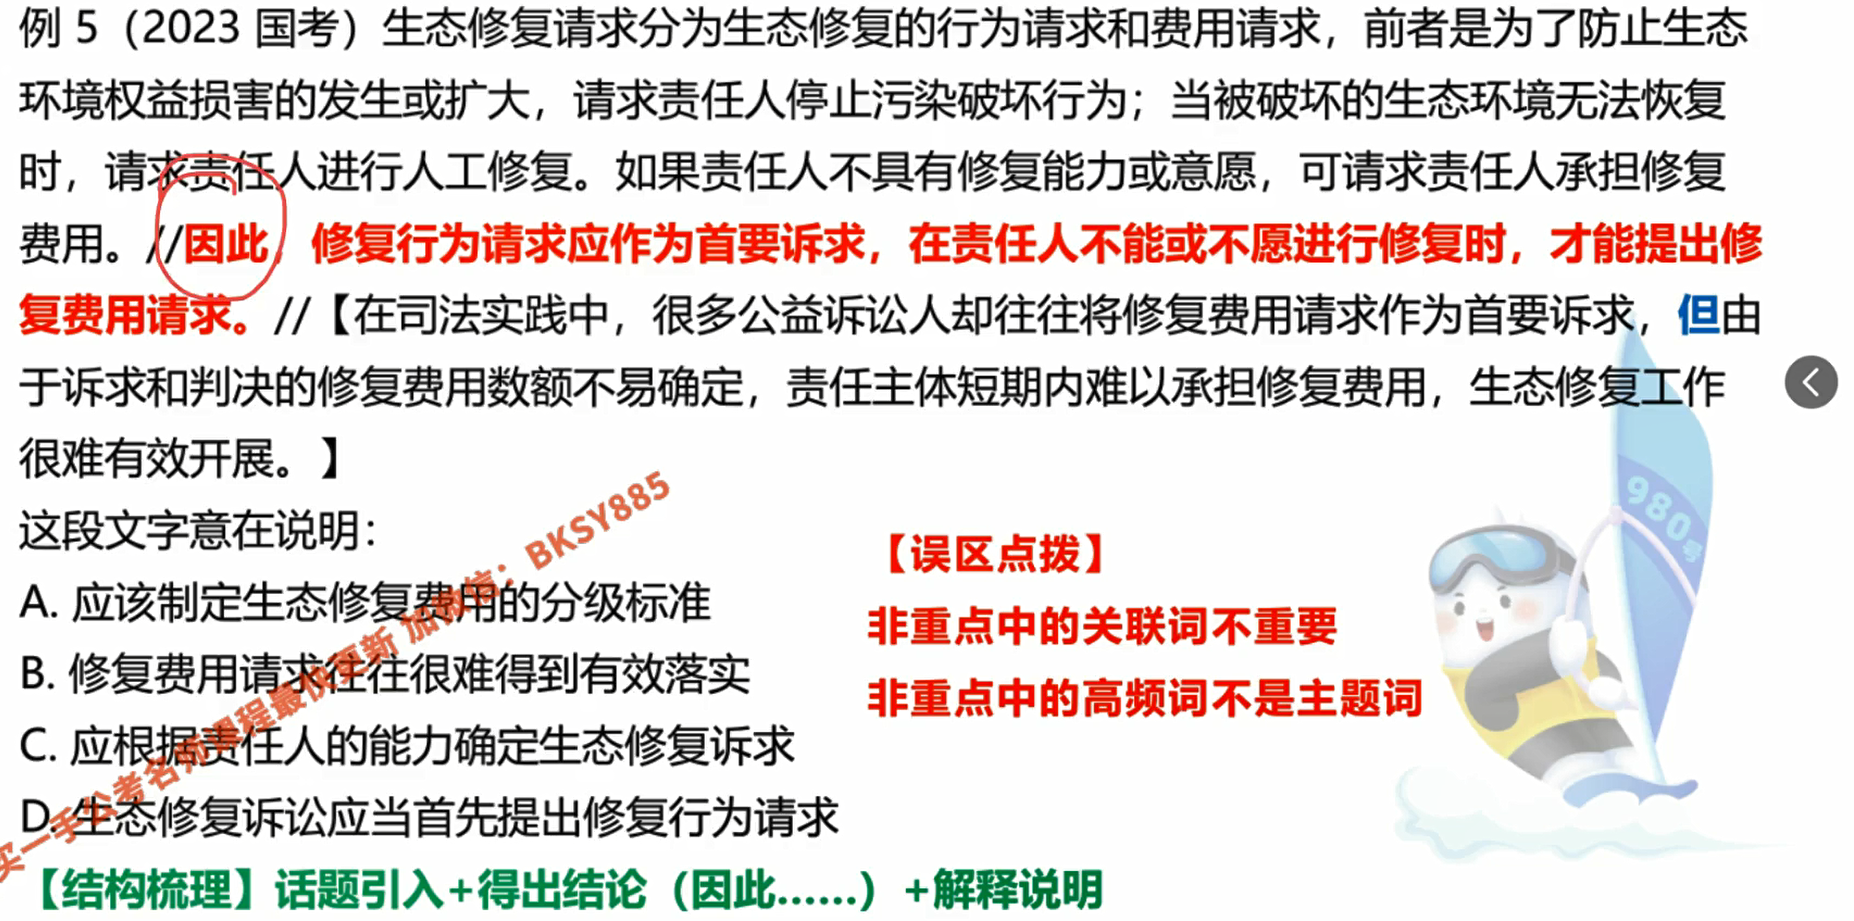 例 5（2023 国考）生态修复请求分为生态修复的行为请求和费用请求，前者是为了防止生态
环境权益损害的发生或扩大，请求责任人停止污染破坏行为；当被破坏的生态环境无法恢复
时，请求责任人进行人工修复。如果责任人不具有修复能力或意愿，可请求责任人承担修复
费用。//因此，修复行为请求应作为首要诉求，在责任人不能或不愿进行修复时，才能提出修
复费用请求。//【在司法实践中，很多公益诉讼人却往往将修复费用请求作为首要诉求，但由
于诉求和判决的修复费用数额不易确定，责任主体短期内难以承担修复费用，生态修复工作
很难有效开展。】
这段文字意在说明：
A. 应该制定生态修复费用的分级标准
B. 修复费用请求往往很难得到有效落实
C. 应根据责任人的能力确定生态修复诉求
D. 生态修复诉讼应当首先提出修复行为请求
【结构梳理】话题引入+得出结论（因此……）+解释说明
【误区点拨】
非重点中的关联词不重要
非重点中的高频词不是主题词
980号
买一手公考名师课程最快更新 加微信：BKSY885